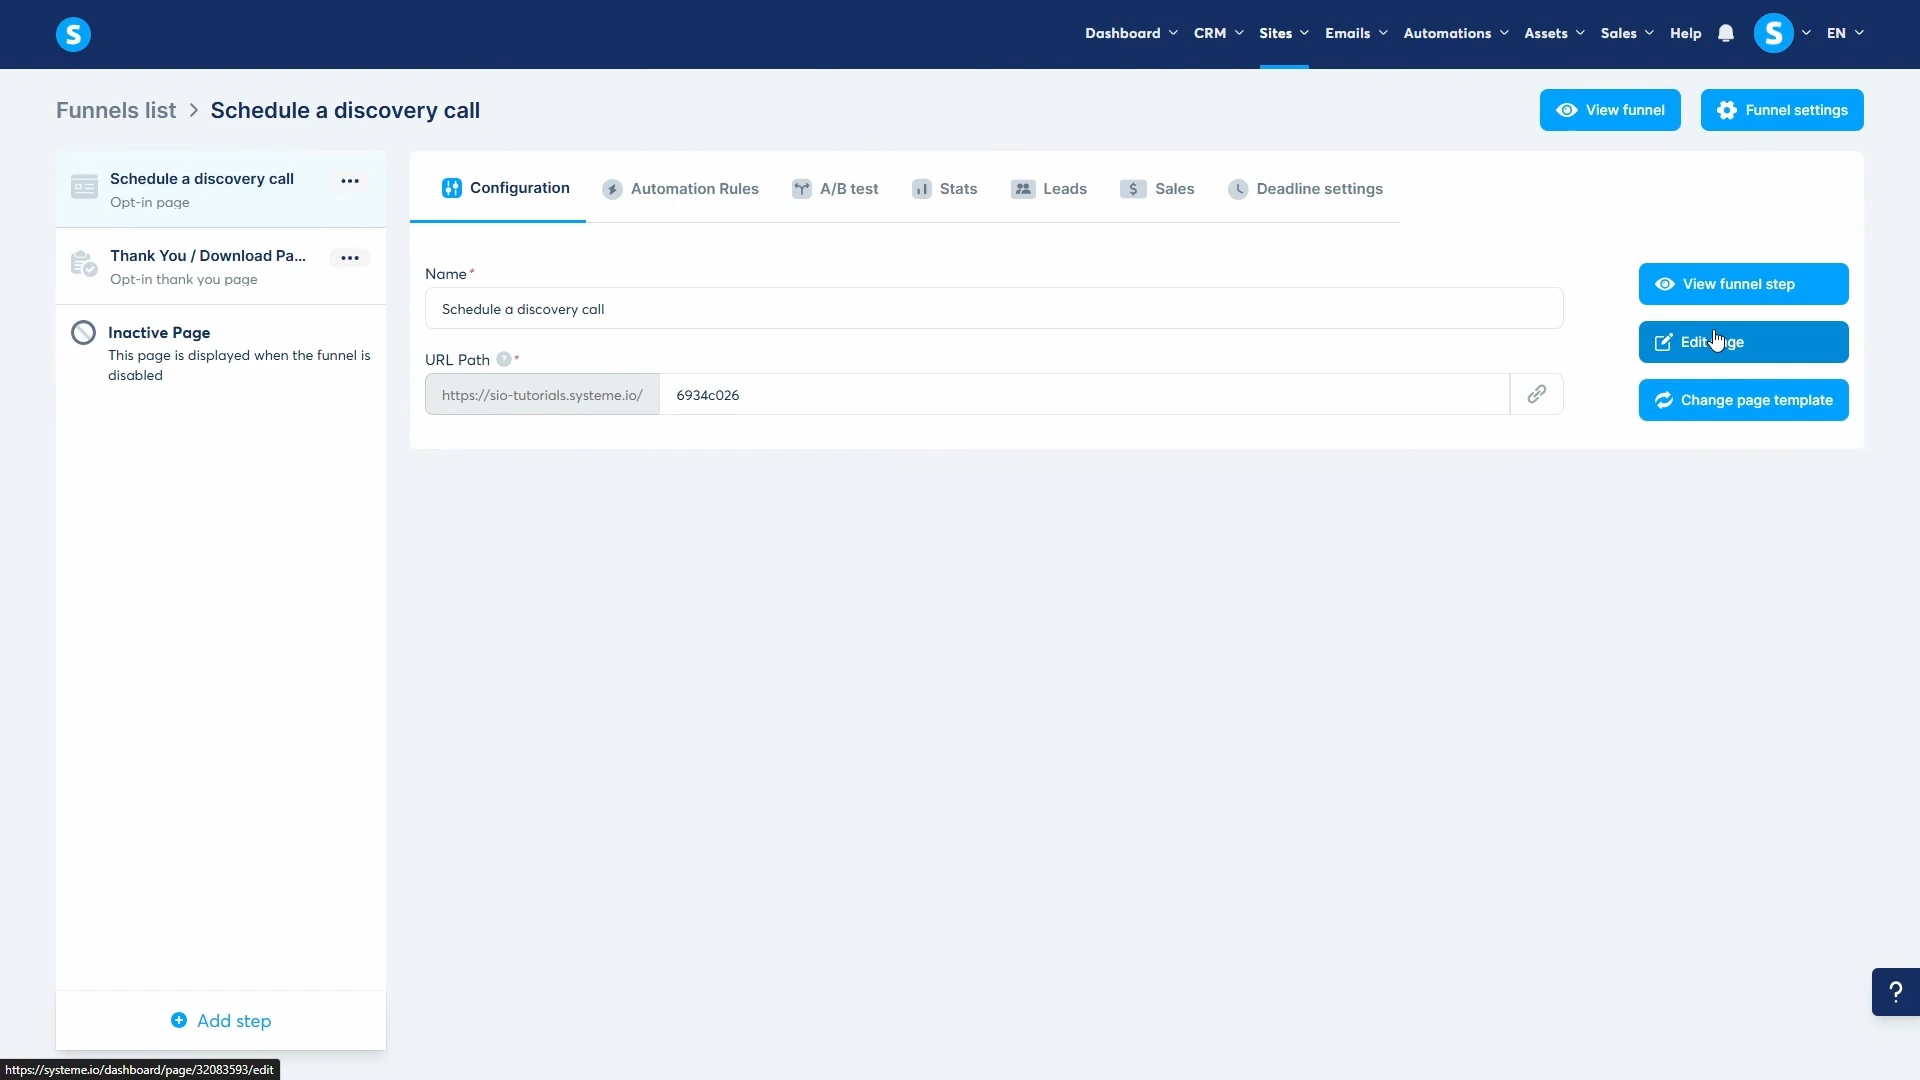 S
Dashboard CRM Sites Emails Automations Assets Sales Help S EN
Funnels list > Schedule a discovery call
View funnel
Funnel settings
Schedule a discovery call
Opt-in page
Thank You / Download Pa...
Opt-in thank you page
Inactive Page
This page is displayed when the funnel is
disabled
Add step
Configuration Automation Rules A/B test Stats Leads $ Sales Deadline settings
Name*
Schedule a discovery call
URL Path ? *
https://sio-tutorials.systeme.io/ 6934c026
View funnel step
Edit
Change page template
?
https://systeme.io/dashboard/page/32083593/edit